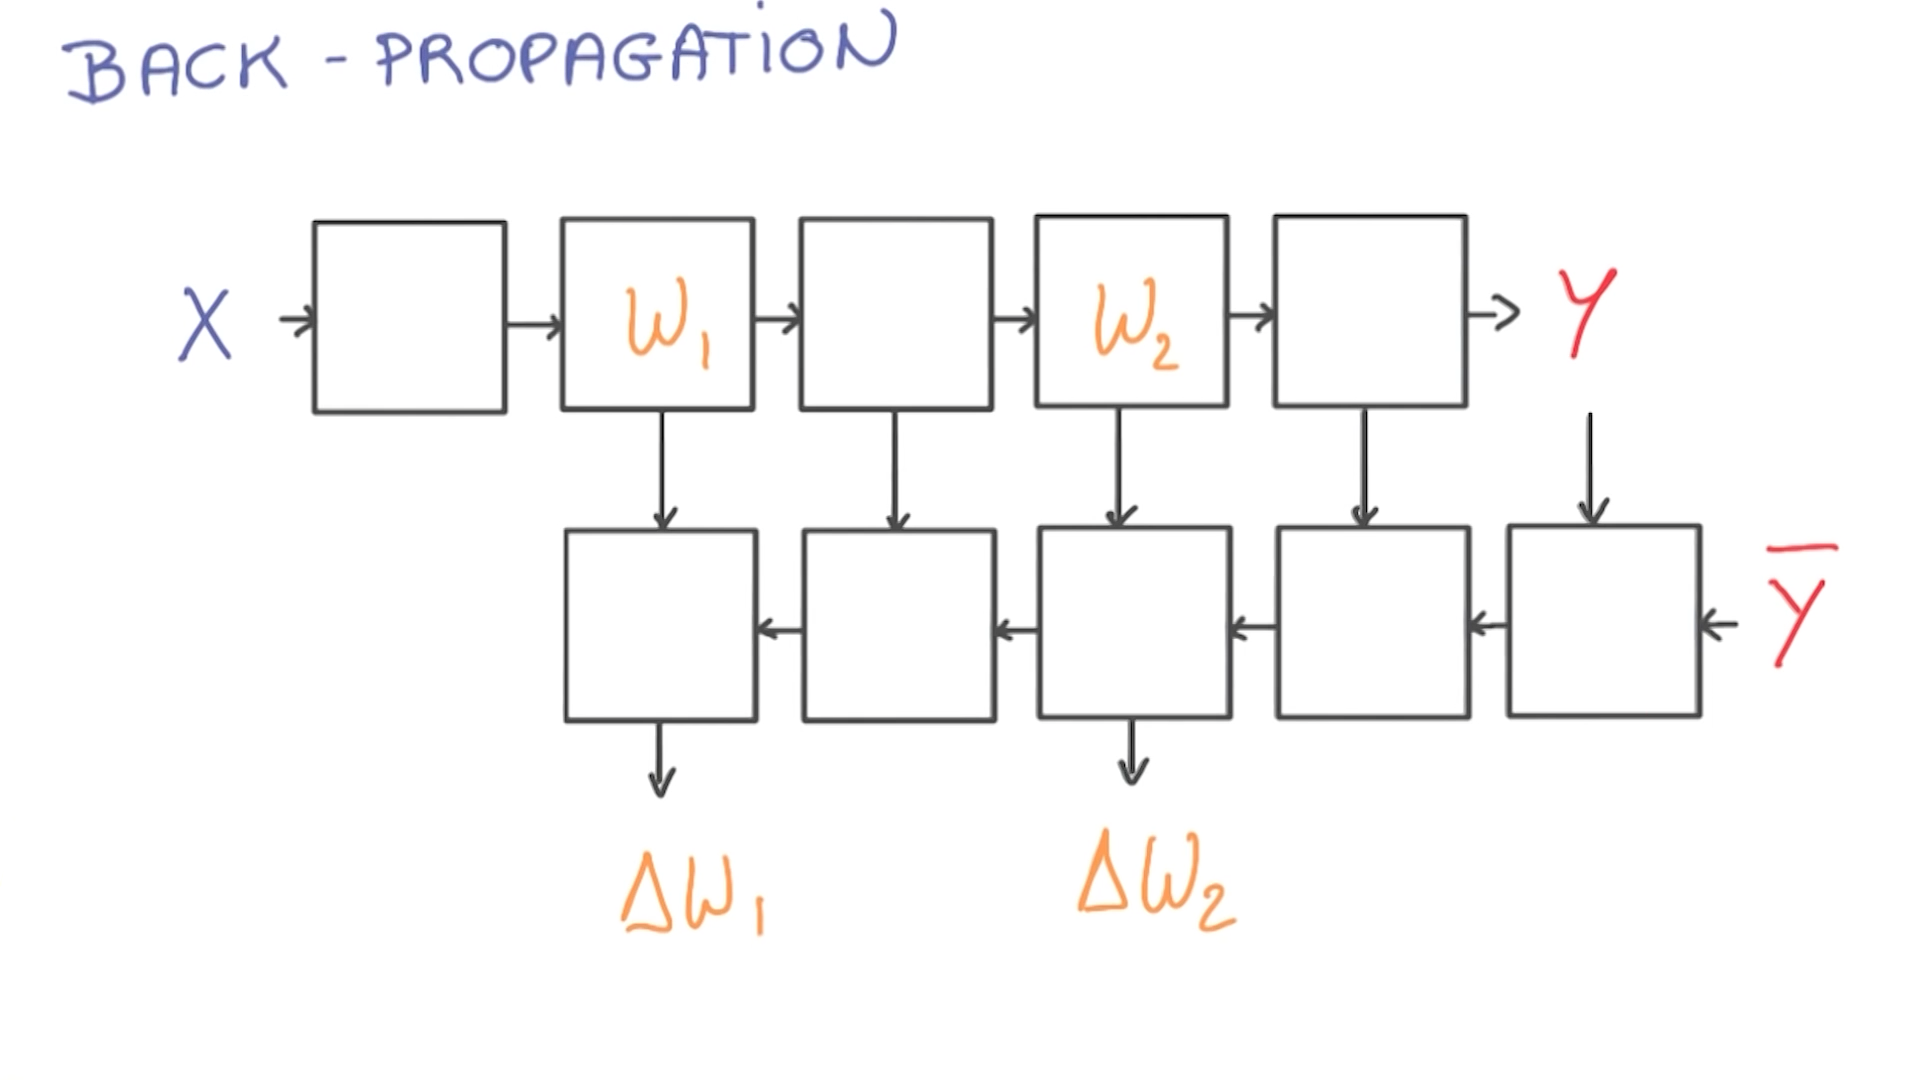 BACK - PROPAGATION
X W₁ W₂ Y
Y̅
ΔW₁ ΔW₂